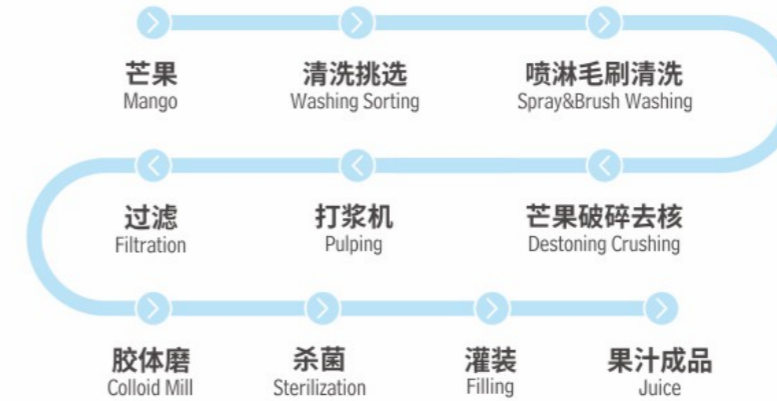 芒果
Mango
清洗挑选
Washing Sorting
喷淋毛刷清洗
Spray&Brush Washing
芒果破碎去核
Destoning Crushing
打浆机
Pulping
过滤
Filtration
胶体磨
Colloid Mill
杀菌
Sterilization
灌装
Filling
果汁成品
Juice